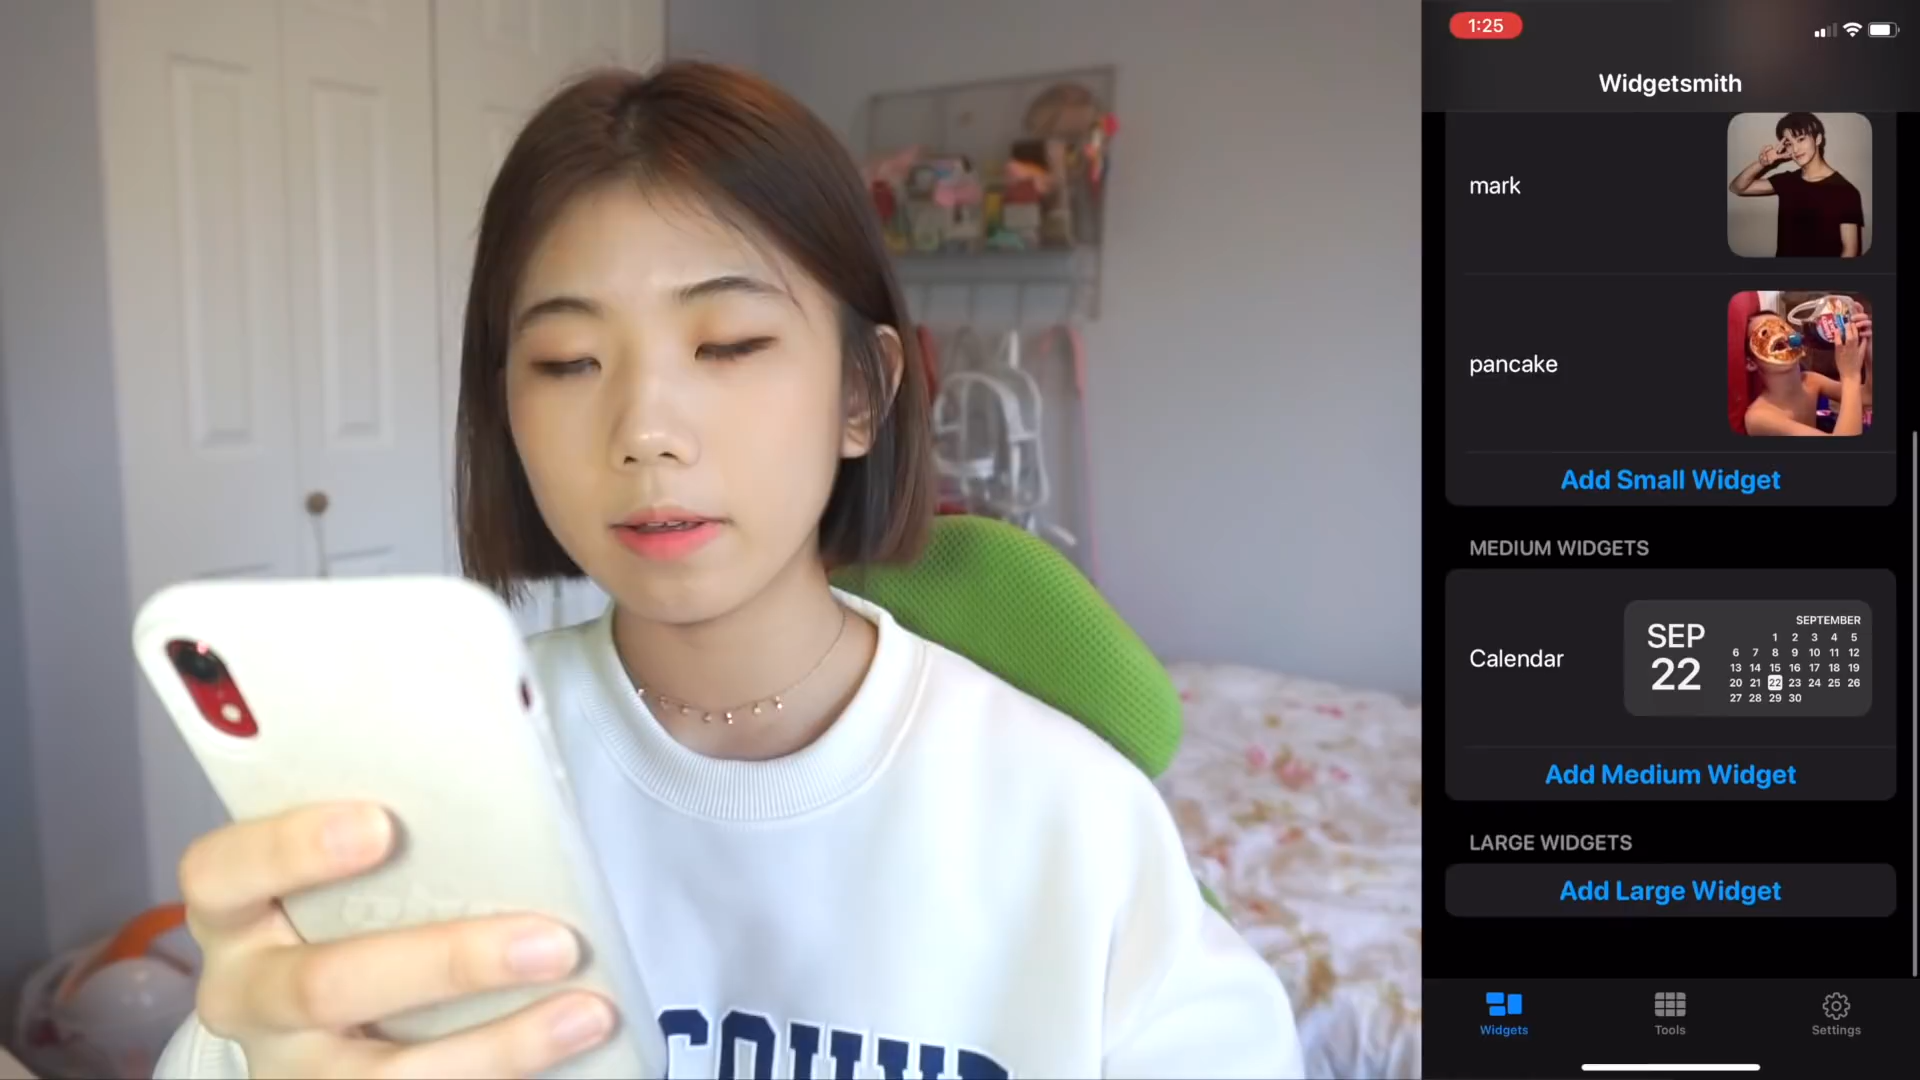 1:25
Widgetsmith
mark
pancake
Add Small Widget
MEDIUM WIDGETS
Calendar
SEP
22
SEPTEMBER
1 2 3 4 5
6 7 8 9 10 11 12
13 14 15 16 17 18 19
20 21 22 23 24 25 26
27 28 29 30
Add Medium Widget
LARGE WIDGETS
Add Large Widget
Widgets
Tools
Settings